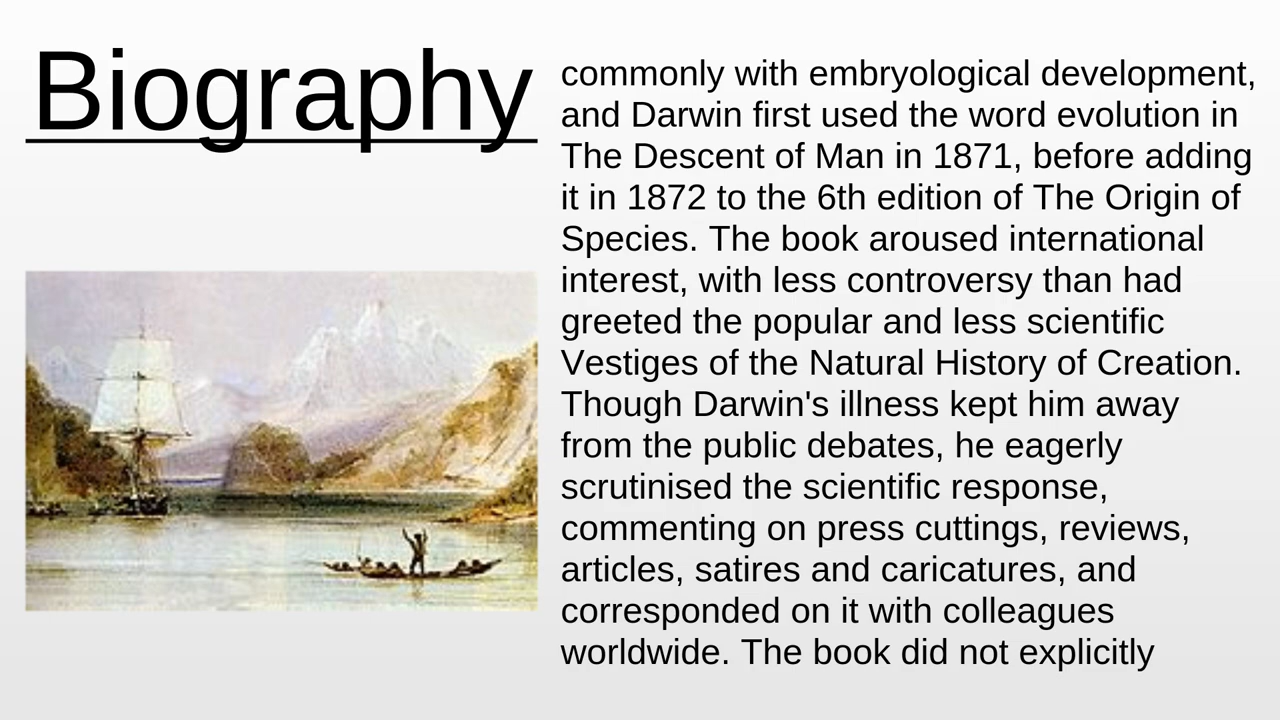 Biography
commonly with embryological development,
and Darwin first used the word evolution in
The Descent of Man in 1871, before adding
it in 1872 to the 6th edition of The Origin of
Species. The book aroused international
interest, with less controversy than had
greeted the popular and less scientific
Vestiges of the Natural History of Creation.
Though Darwin's illness kept him away
from the public debates, he eagerly
scrutinised the scientific response,
commenting on press cuttings, reviews,
articles, satires and caricatures, and
corresponded on it with colleagues
worldwide. The book did not explicitly